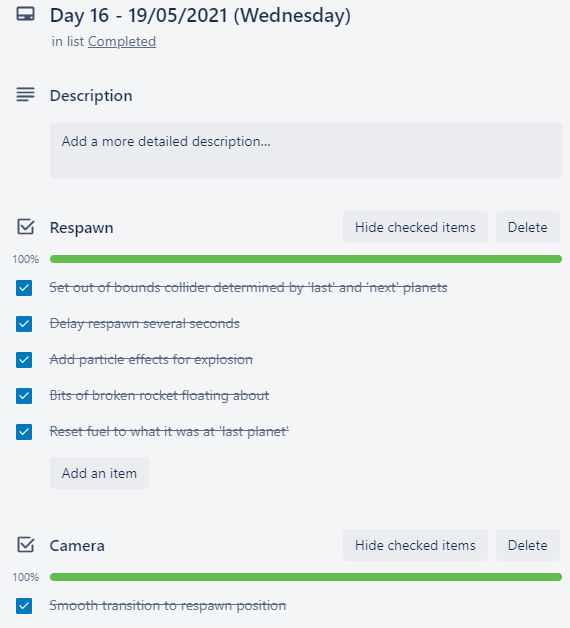 Day 16 - 19/05/2021 (Wednesday)
in list Completed
Description
Add a more detailed description...
Respawn
Hide checked items
Delete
100%
Set out of bounds collider determined by 'last' and 'next' planets
Delay respawn several seconds
Add particle effects for explosion
Bits of broken rocket floating about
Reset fuel to what it was at 'last planet'
Add an item
Camera
Hide checked items
Delete
100%
Smooth transition to respawn position